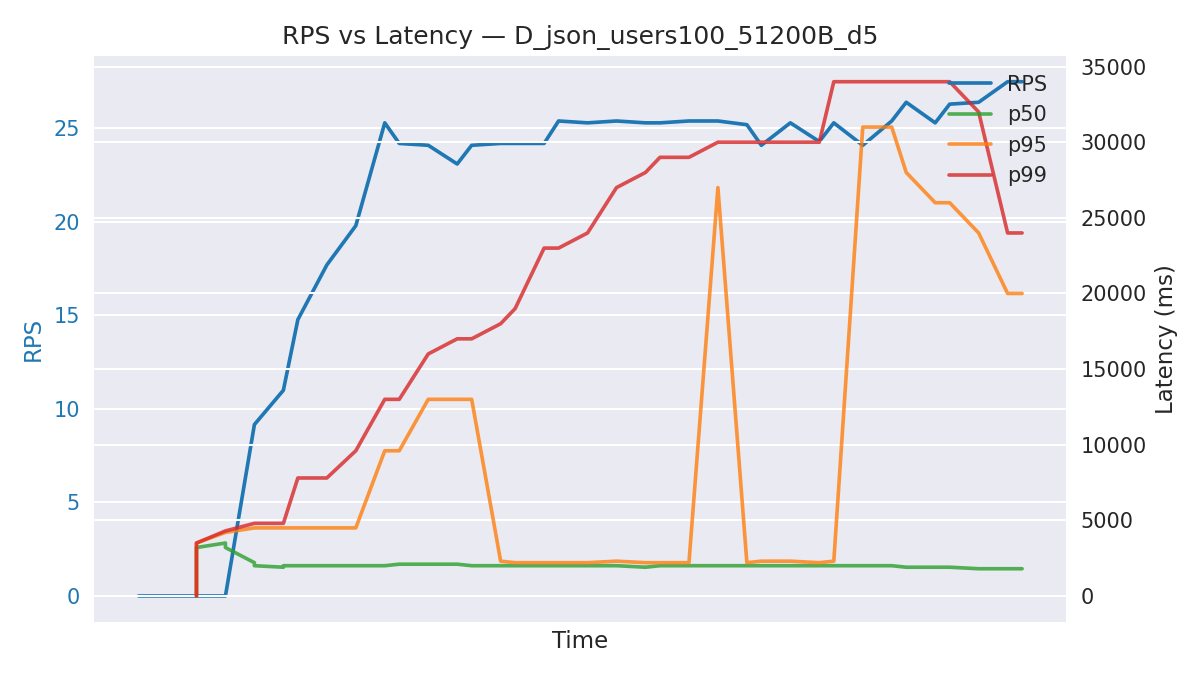 RPS vs Latency — D_json_users100_51200B_d5
RPS
p50
p95
p99
25
20
15
10
5
0
RPS
35000
30000
25000
20000
15000
10000
5000
0
Latency (ms)
Time